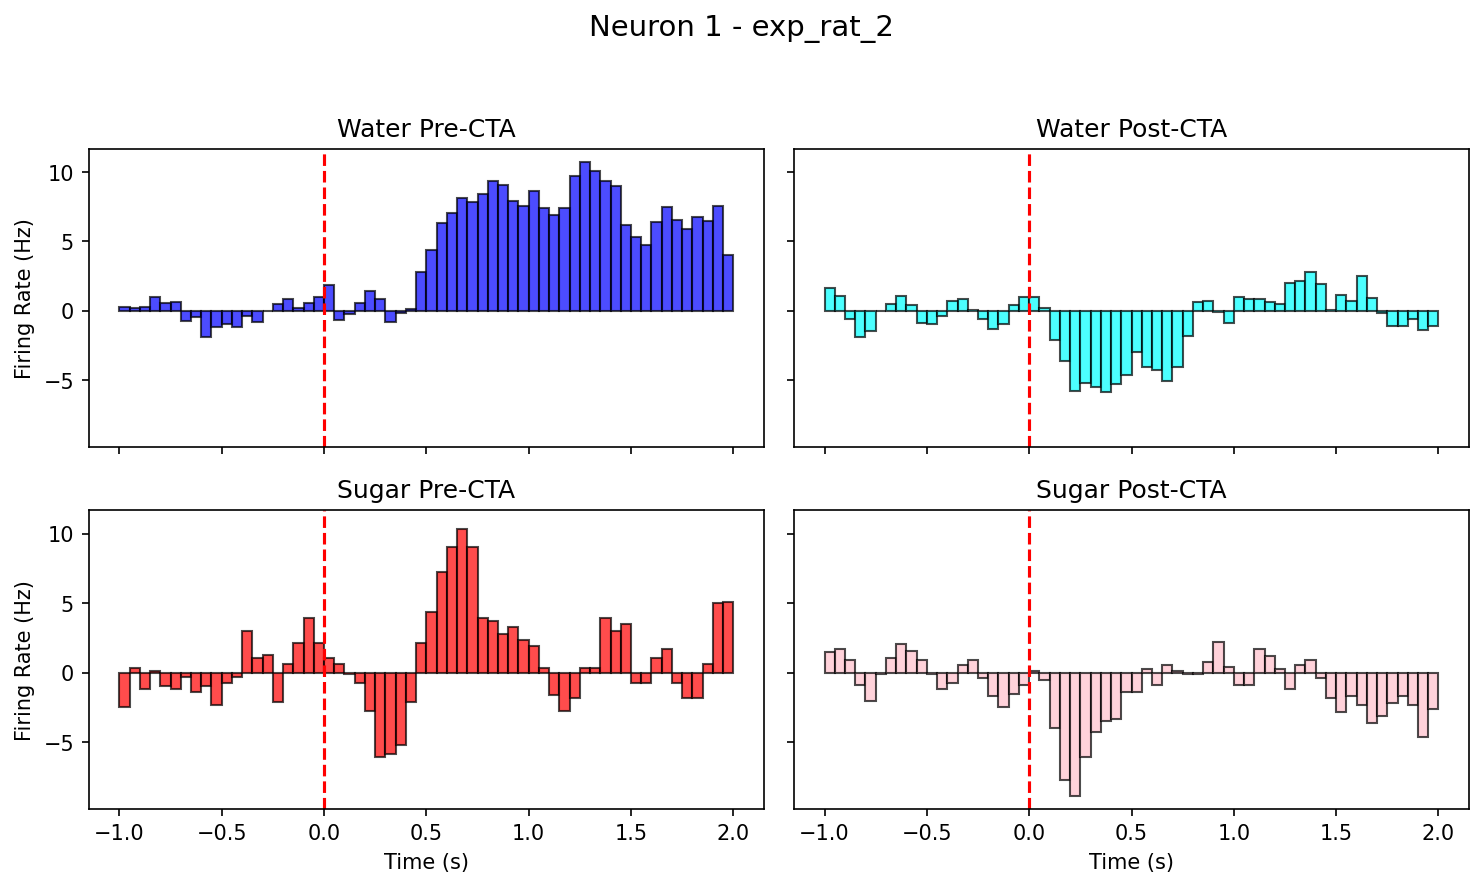 Neuron 1 - exp_rat_2
Water Pre-CTA
Water Post-CTA
Firing Rate (Hz)
10
5
0
−5
Sugar Pre-CTA
Sugar Post-CTA
Firing Rate (Hz)
10
5
0
−5
−1.0 −0.5 0.0 0.5 1.0 1.5 2.0
−1.0 −0.5 0.0 0.5 1.0 1.5 2.0
Time (s)
Time (s)